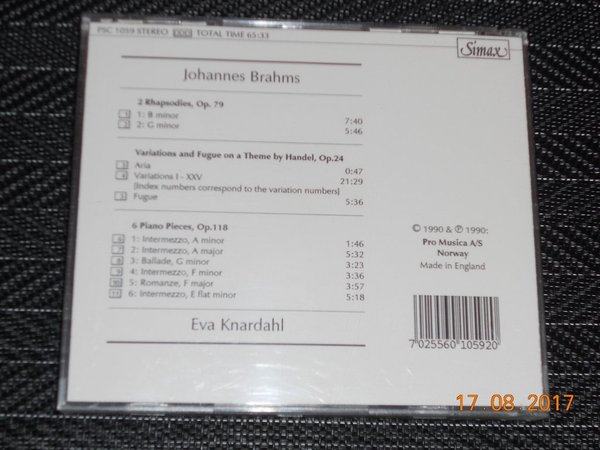 PSC 1059 STEREO DDD TOTAL TIME 65:33
Simax
Johannes Brahms
2 Rhapsodies, Op. 79
1 1: B minor 7:40
2 2: G minor 5:46
Variations and Fugue on a Theme by Handel, Op.24
3 Aria 0:47
4 Variations I - XXV 21:29
(Index numbers correspond to the variation numbers)
5 Fugue 5:36
6 Piano Pieces, Op.118
6 1: Intermezzo, A minor 1:46
7 2: Intermezzo, A major 5:32
8 3: Ballade, G minor 3:23
9 4: Intermezzo, F minor 3:36
10 5: Romanze, F major 3:57
11 6: Intermezzo, E flat minor 5:18
Eva Knardahl
© 1990 & ℗ 1990:
Pro Musica A/S
Norway
Made in England
7025560 105920
17.08.2017